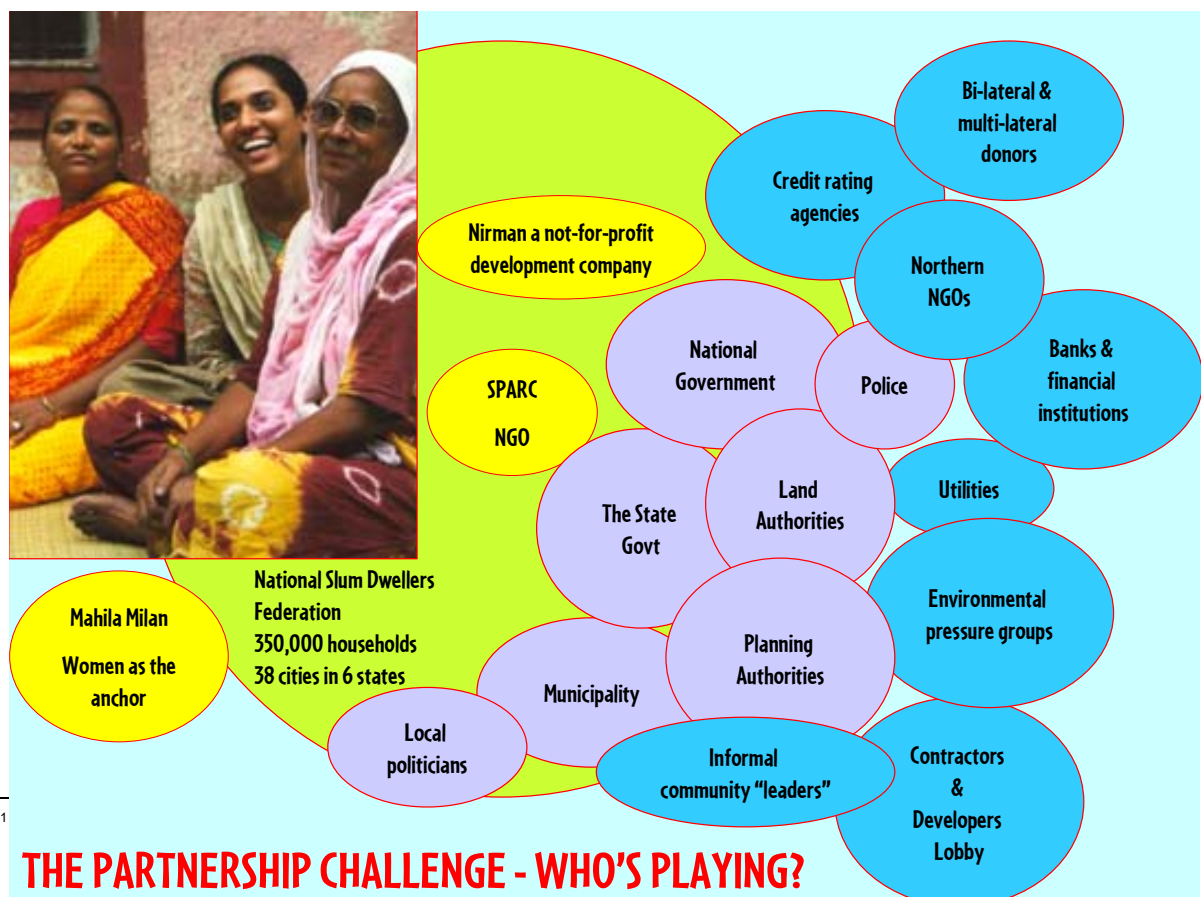 Bi-lateral &
multi-lateral
donors
Credit rating
agencies
Nirman a not-for-profit
development company
Northern
NGOs
National
Government
Police
Banks &
financial
institutions
SPARC
NGO
Land
Authorities
Utilities
The State
Govt
National Slum Dwellers
Federation
350,000 households
38 cities in 6 states
Mahila Milan
Women as the
anchor
Environmental
pressure groups
Planning
Authorities
Municipality
Local
politicians
Informal
community “leaders”
Contractors
&
Developers
Lobby
1
THE PARTNERSHIP CHALLENGE - WHO'S PLAYING?